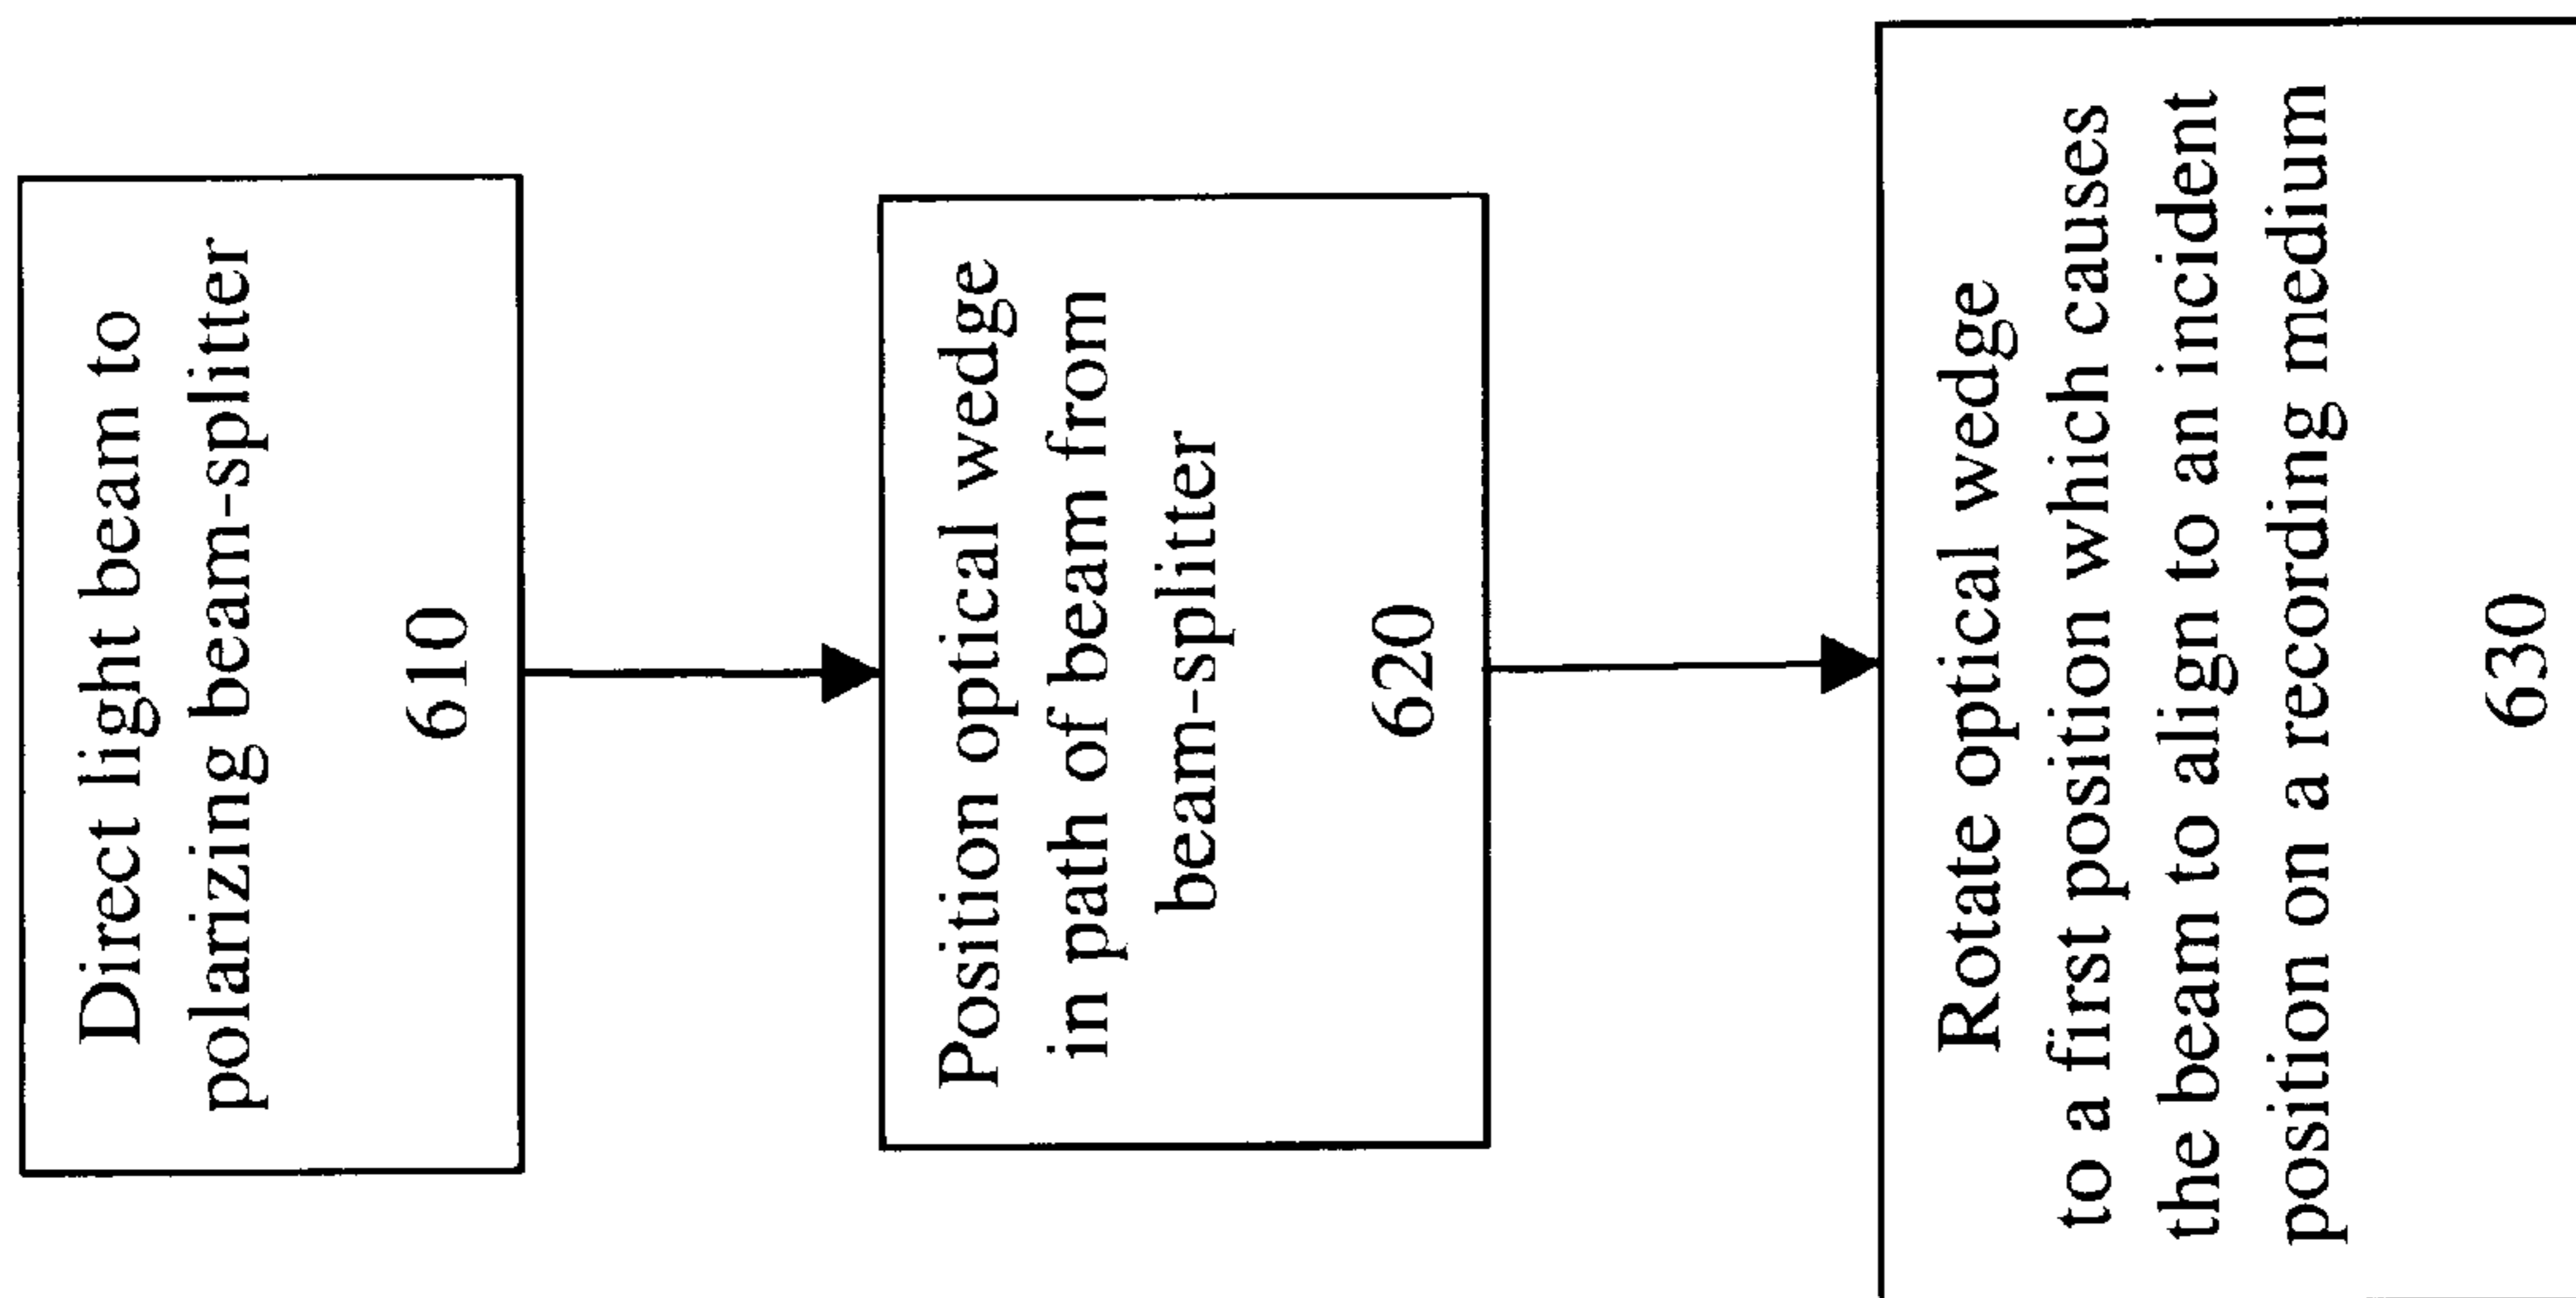 Direct light beam to
polarizing beam-splitter
610
Position optical wedge
in path of beam from
beam-splitter
620
Rotate optical wedge
to a first position which causes
the beam to align to an incident
position on a recording medium
630